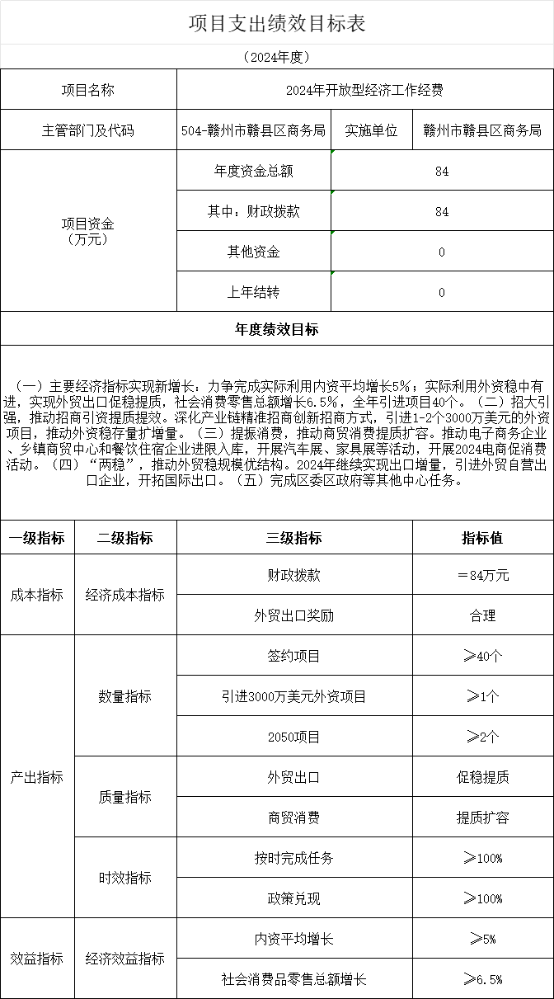 项目支出绩效目标表
（2024年度）
项目名称 2024年开放型经济工作经费
主管部门及代码 504-赣州市赣县区商务局 实施单位 赣州市赣县区商务局
项目资金
（万元）
年度资金总额 84
其中：财政拨款 84
其他资金 0
上年结转 0
年度绩效目标
（一）主要经济指标实现新增长：力争完成实际利用内资平均增长5%；实际利用外资稳中有
进，实现外贸出口促稳提质，社会消费零售总额增长6.5%，全年引进项目40个。（二）招大引
强，推动招商引资提质提效。深化产业链精准招商创新招商方式，引进1-2个3000万美元的外资
项目，推动外资稳存量扩增量。（三）提振消费，推动商贸消费提质扩容。推动电子商务企业
、乡镇商贸中心和餐饮住宿企业进限入库，开展汽车展、家具展等活动，开展2024电商促消费
活动。（四）“两稳”，推动外贸稳规模优结构。2024年继续实现出口增量，引进外贸自营出
口企业，开拓国际出口。（五）完成区委区政府等其他中心任务。
一级指标 二级指标 三级指标 指标值
成本指标 经济成本指标 财政拨款 ＝84万元
外贸出口奖励 合理
产出指标 数量指标 签约项目 ≥40个
引进3000万美元外资项目 ≥1个
2050项目 ≥2个
质量指标 外贸出口 促稳提质
商贸消费 提质扩容
时效指标 按时完成任务 ≥100%
政策兑现 ≥100%
效益指标 经济效益指标 内资平均增长 ≥5%
社会消费品零售总额增长 ≥6.5%